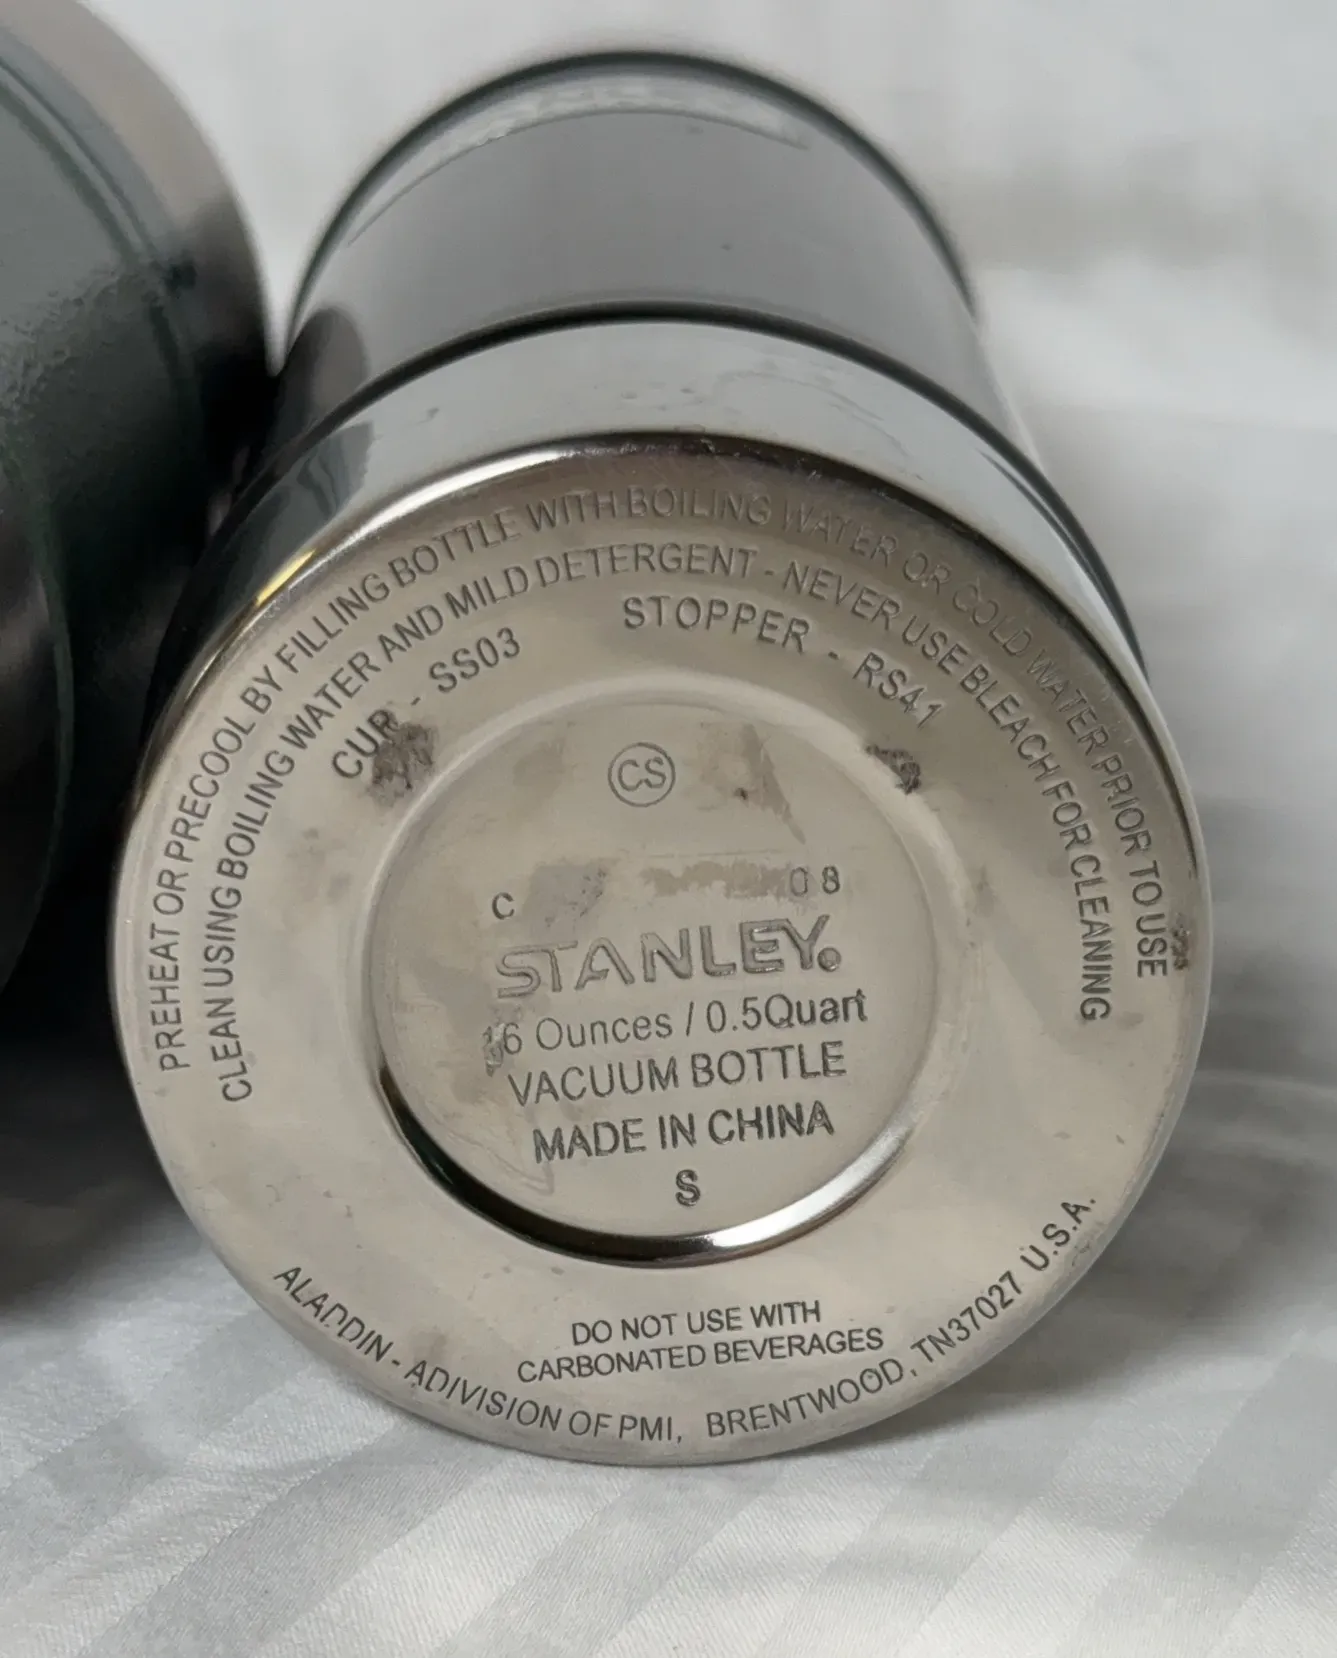 PREHEAT OR PRECOOL BY FILLING BOTTLE WITH BOILING WATER OR COLD WATER PRIOR TO USE
CLEAN USING BOILING WATER AND MILD DETERGENT - NEVER USE BLEACH FOR CLEANING
CUP - SS03 STOPPER - RS41
CS
C 08
STANLEY®
16 Ounces / 0.5Quart
VACUUM BOTTLE
MADE IN CHINA
S
DO NOT USE WITH
CARBONATED BEVERAGES
ALADDIN - A DIVISION OF PMI, BRENTWOOD, TN37027 U.S.A.